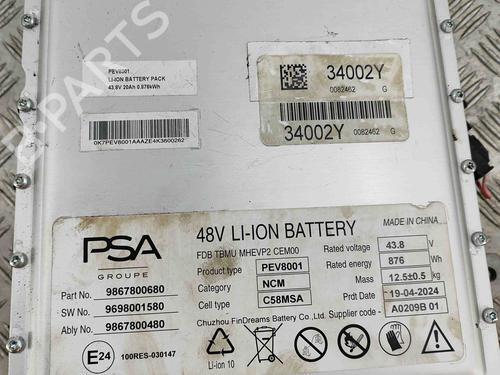 PEV8001
LI-ION BATTERY PACK
43.8V 20Ah 0.876kWh
34002Y
0082462 G
34002Y
0082462 G
0K7PEV8001AAAZE4K3600262
B-PARTS
PSA
GROUPE
48V LI-ION BATTERY
MADE IN CHINA
FDB TBMU MHEVP2 CEM00
Product type PEV8001
Category NCM
Cell type C58MSA
Rated voltage 43.8 V
Rated energy 876 Wh
Mass 12.5±0.5 kg
Prdt Date 19-04-2024
Supplier code - A0209B 01
Part No. 9867800680
SW No. 9698001580
Ably No. 9867800480
Chuzhou FinDreams Battery Co., Ltd.
E24
100RES-030147
Li-ion 10